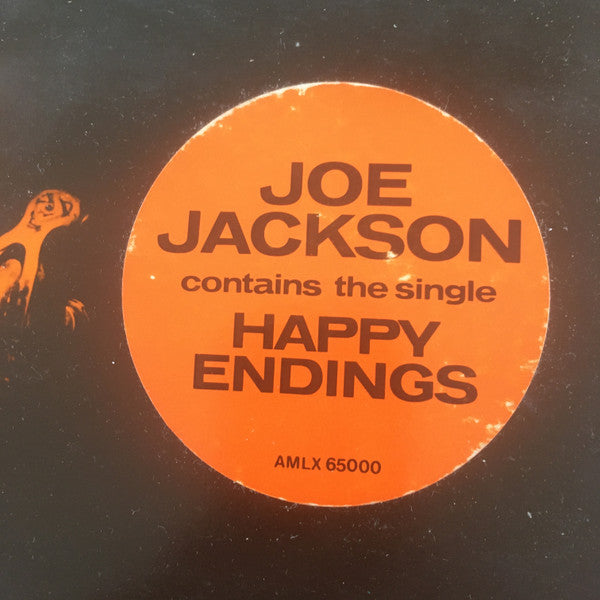 JOE
JACKSON
contains the single
HAPPY
ENDINGS
AMLX 65000